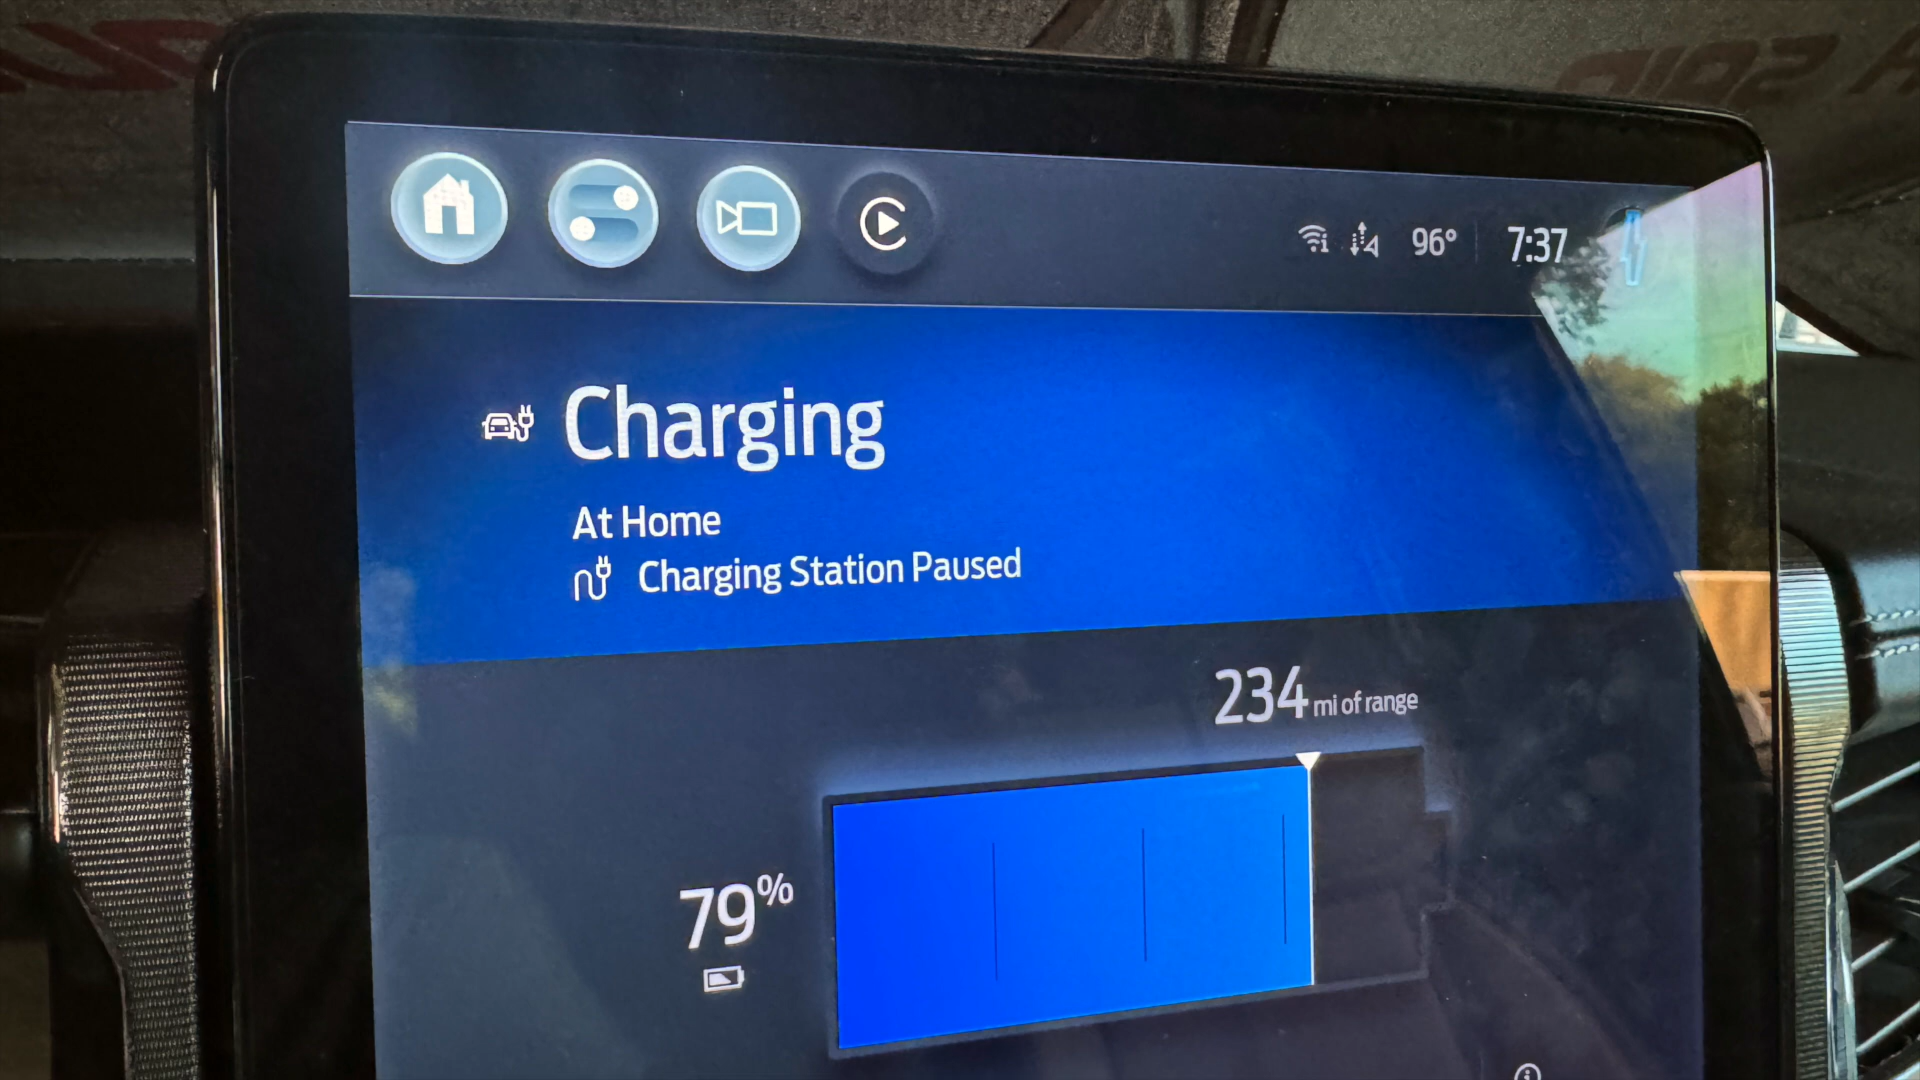 96° 7:37
Charging
At Home
Charging Station Paused
234 mi of range
79%